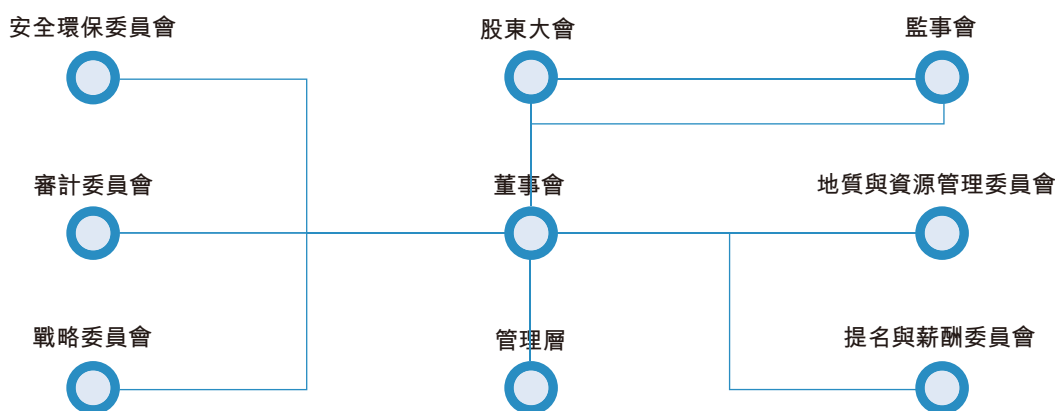 安全環保委員會
股東大會
監事會
審計委員會
董事會
地質與資源管理委員會
戰略委員會
管理層
提名與薪酬委員會